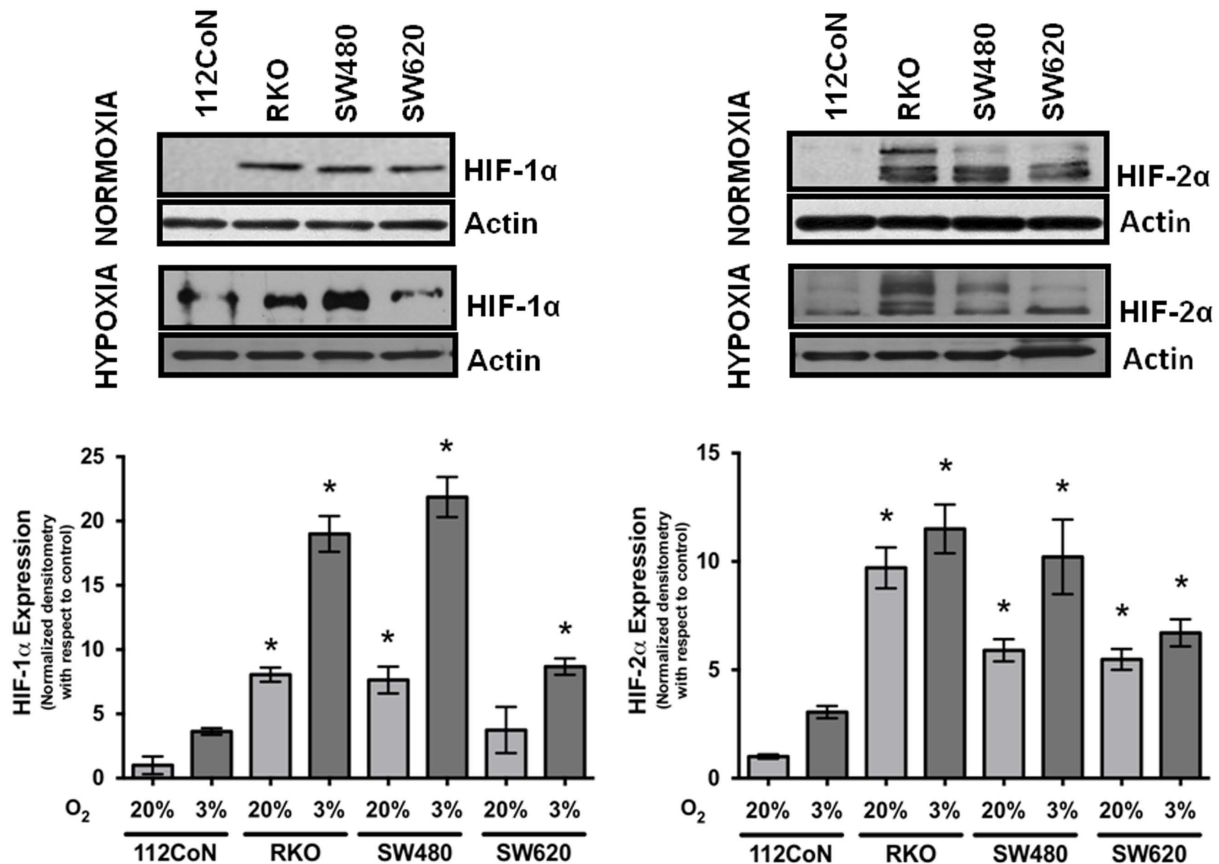 112CoN
RKO
SW480
SW620
NORMOXIA
HIF-1α
Actin
HYPOXIA
HIF-1α
Actin
112CoN
RKO
SW480
SW620
NORMOXIA
HIF-2α
Actin
HYPOXIA
HIF-2α
Actin
HIF-1α Expression
(Normalized densitometry
with respect to control)
25
20
15
10
5
0
*
*
*
*
*
O2 20% 3% 20% 3% 20% 3% 20% 3%
112CoN RKO SW480 SW620
HIF-2α Expression
(Normalized densitometry
with respect to control)
15
10
5
0
*
*
*
*
*
*
O2 20% 3% 20% 3% 20% 3% 20% 3%
112CoN RKO SW480 SW620